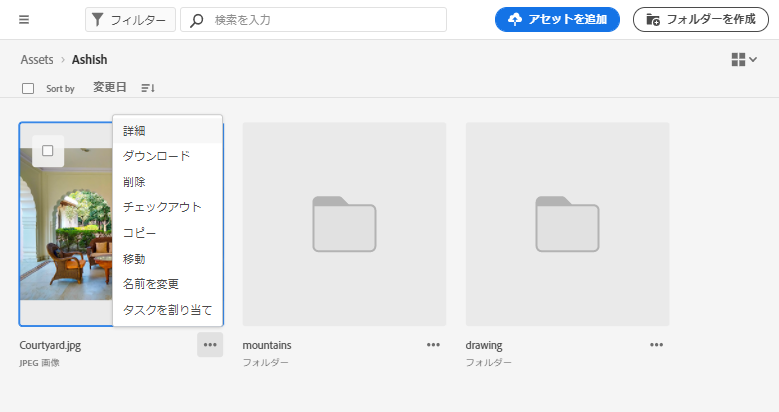 フィルター
検索を入力
アセットを追加
フォルダーを作成
Assets › Ashish
Sort by 変更日
詳細
ダウンロード
削除
チェックアウト
コピー
移動
名前を変更
タスクを割り当て
Courtyard.jpg
JPEG 画像
mountains
フォルダー
drawing
フォルダー